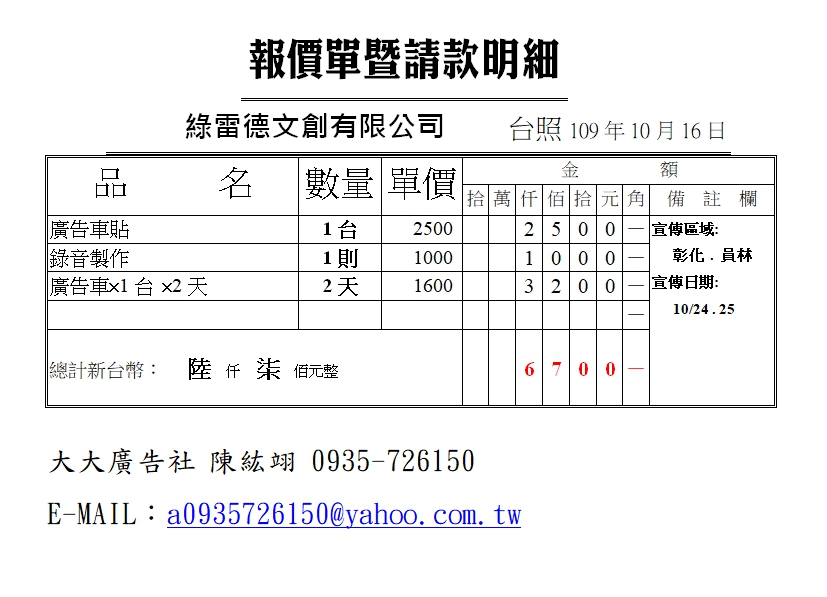 報價單暨請款明細
綠雷德文創有限公司 台照 109 年 10 月 16 日
品 名 數量 單價 金 額
拾 萬 仟 佰 拾 元 角 備 註 欄
廣告車貼 1 台 2500 2 5 0 0 — 宣傳區域:
錄音製作 1 則 1000 1 0 0 0 — 彰化 . 員林
廣告車×1 台 ×2 天 2 天 1600 3 2 0 0 — 宣傳日期:
— 10/24 . 25
總計新台幣： 陸 仟 柒 佰元整 6 7 0 0 —
大大廣告社 陳紘翊 0935-726150
E-MAIL：a0935726150@yahoo.com.tw